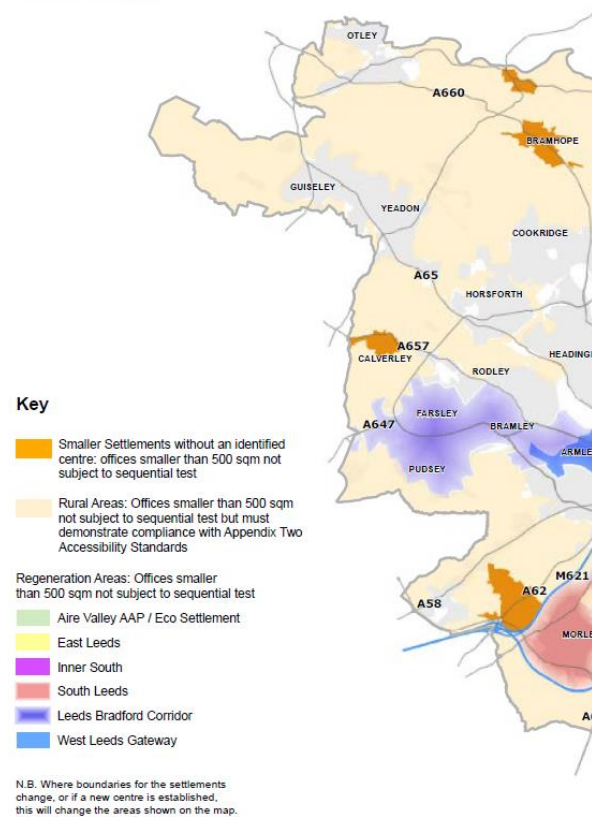 OTLEY
A660
BRAMHOPE
GUISELEY
YEADON
COOKRIDGE
A65
HORSFORTH
A657
CALVERLEY
HEADING
RODLEY
Key
A647
FARSLEY
BRAMLEY
ARMLE
PUDSEY
Smaller Settlements without an identified
centre: offices smaller than 500 sqm not
subject to sequential test
Rural Areas: Offices smaller than 500 sqm
not subject to sequential test but must
demonstrate compliance with Appendix Two
Accessibility Standards
Regeneration Areas: Offices smaller
than 500 sqm not subject to sequential test
M621
A62
A58
Aire Valley AAP / Eco Settlement
East Leeds
MORLE
Inner South
South Leeds
Leeds Bradford Corridor
A6
West Leeds Gateway
N.B. Where boundaries for the settlements
change, or if a new centre is established,
this will change the areas shown on the map.